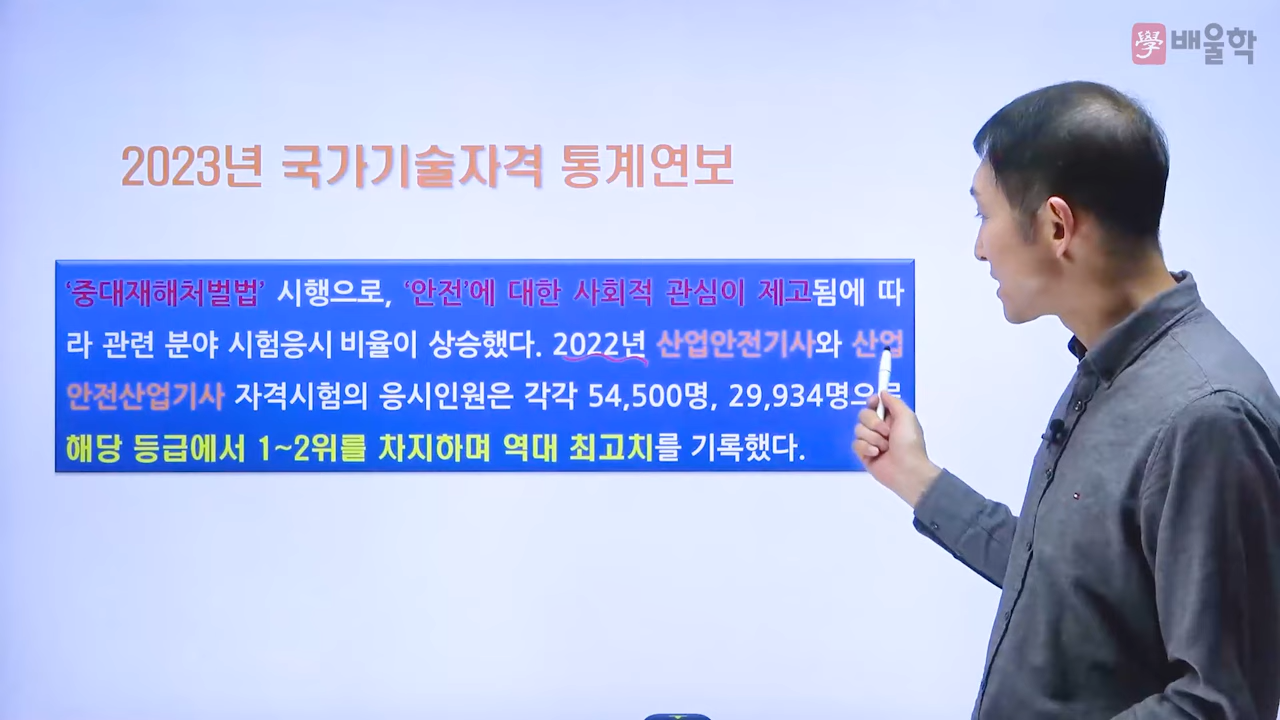 學 배울학
2023년 국가기술자격 통계연보
‘중대재해처벌법’ 시행으로, ‘안전’에 대한 사회적 관심이 제고됨에 따
라 관련 분야 시험응시 비율이 상승했다. 2022년 산업안전기사와 산업
안전산업기사 자격시험의 응시인원은 각각 54,500명, 29,934명으로
해당 등급에서 1~2위를 차지하며 역대 최고치를 기록했다.